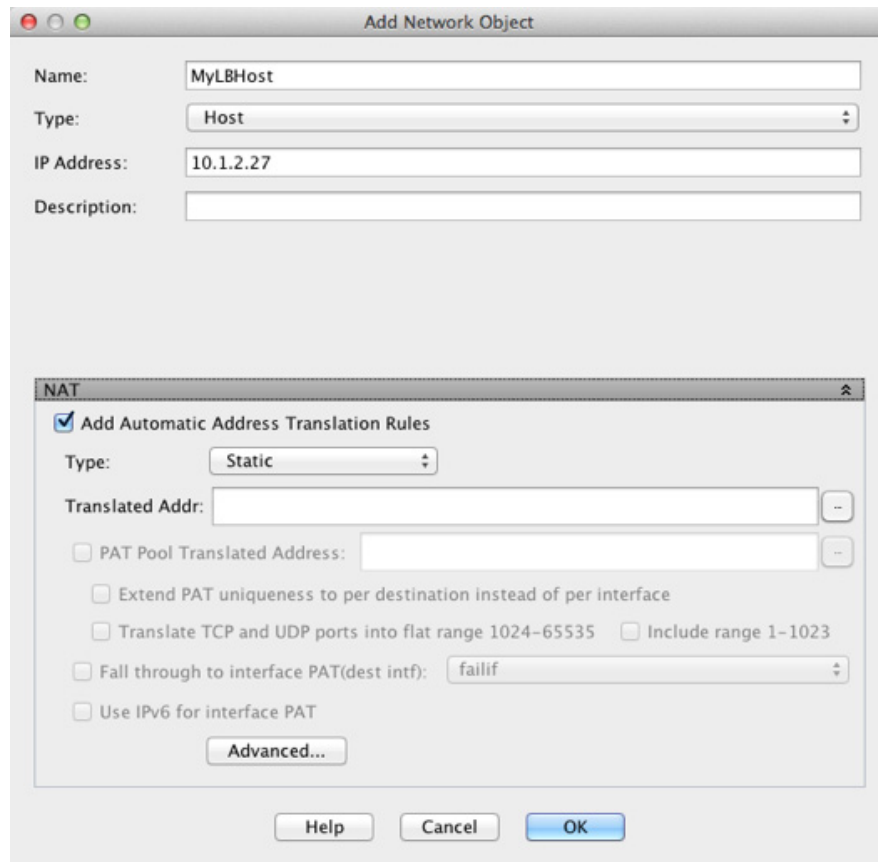 Add Network Object
Name: MyLBHost
Type: Host
IP Address: 10.1.2.27
Description:
NAT
Add Automatic Address Translation Rules
Type: Static
Translated Addr: ..
PAT Pool Translated Address: ..
Extend PAT uniqueness to per destination instead of per interface
Translate TCP and UDP ports into flat range 1024-65535 Include range 1-1023
Fall through to interface PAT(dest intf): failif
Use IPv6 for interface PAT
Advanced...
Help Cancel OK